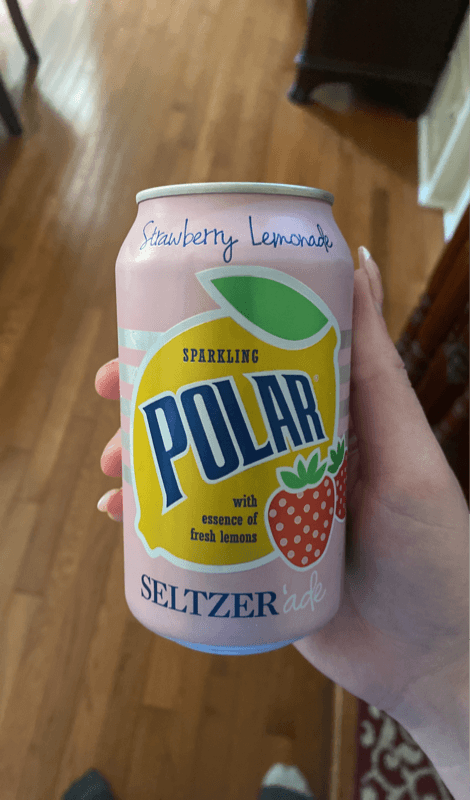 Strawberry Lemonade
SPARKLING
POLAR
with
essence of
fresh lemons
SELTZER'ade